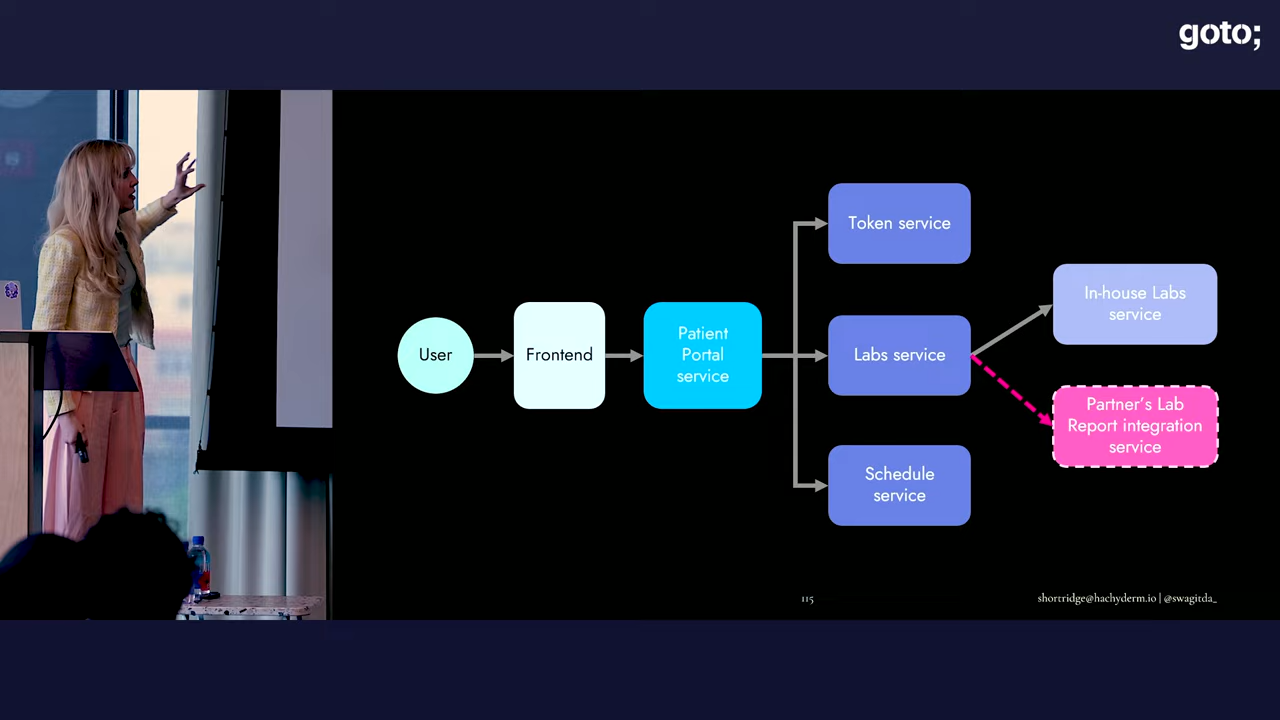 goto;
User
Frontend
Patient
Portal
service
Token service
Labs service
Schedule
service
In-house Labs
service
Partner's Lab
Report integration
service
115
shortridge@hachyderm.io | @swagitda_